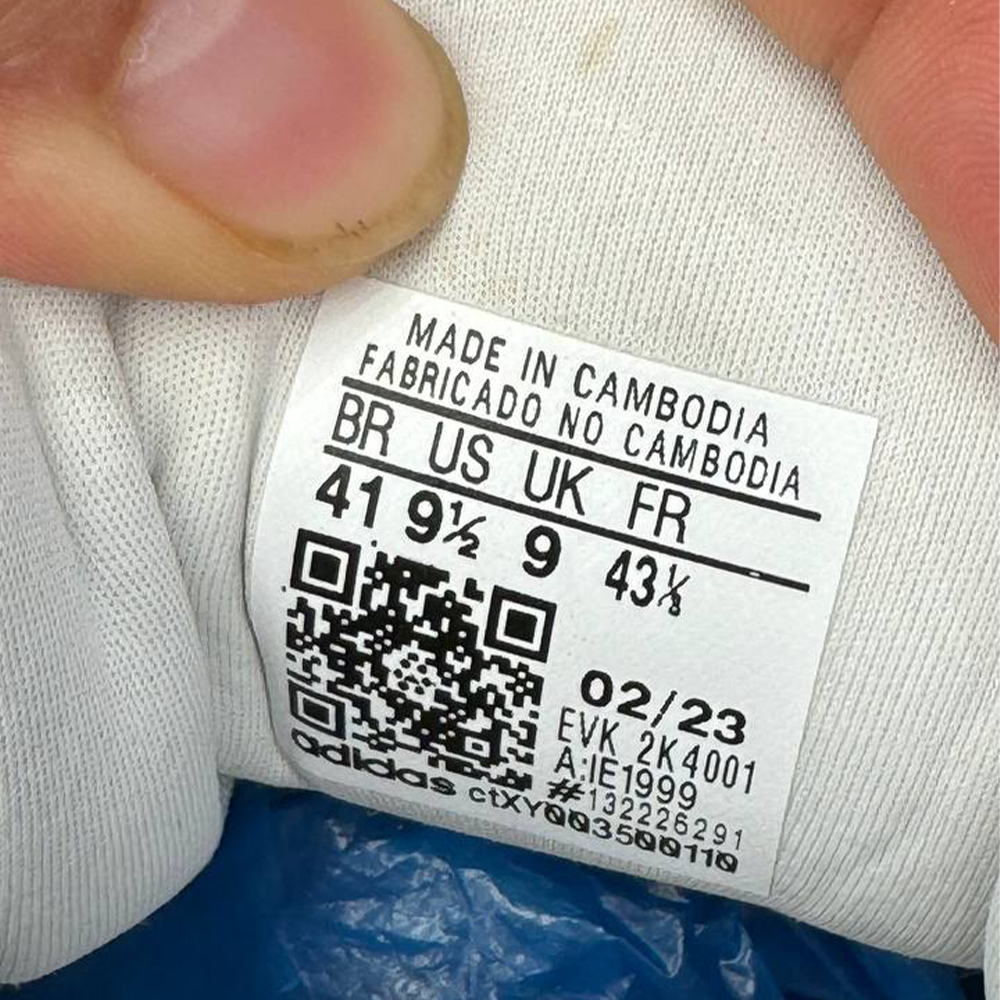 MADE IN CAMBODIA
FABRICADO NO CAMBODIA
BR US UK FR
41 9½ 9 43⅓
02/23
EVK 2K4001
A:IE1999
#132226291
adidas ctXY003500110